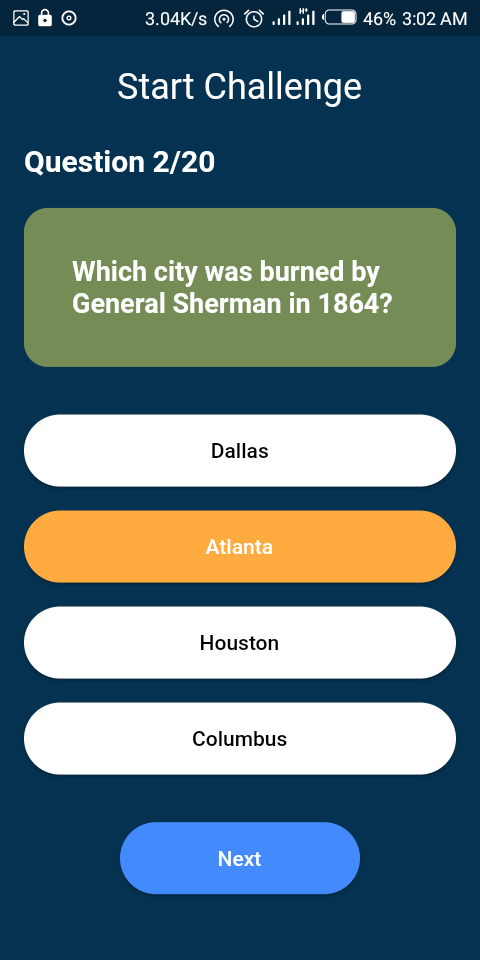 3.04K/s 46% 3:02 AM
Start Challenge
Question 2/20
Which city was burned by
General Sherman in 1864?
Dallas
Atlanta
Houston
Columbus
Next